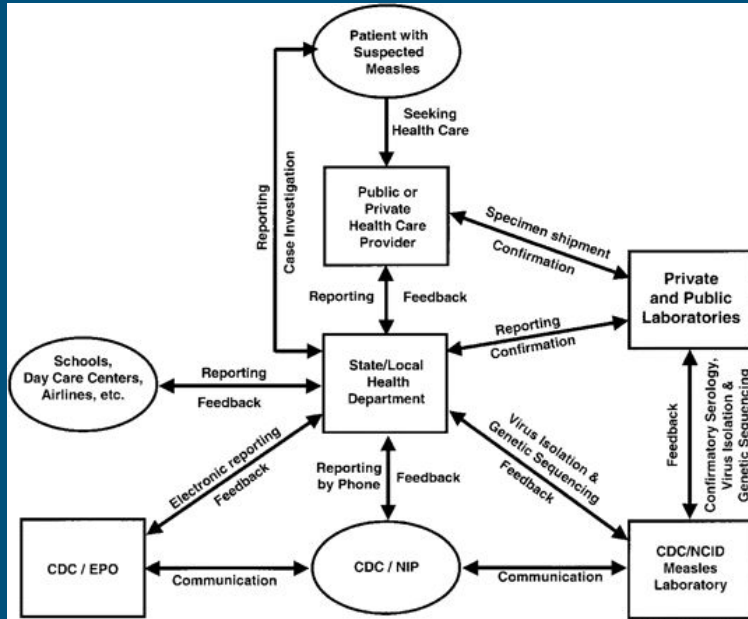 Patient with
Suspected
Measles
Seeking
Health Care
Reporting
Case Investigation
Public or
Private
Health Care
Provider
Specimen shipment
Confirmation
Private
and Public
Laboratories
Reporting
Feedback
Reporting
Confirmation
Schools,
Day Care Centers,
Airlines, etc.
Reporting
Feedback
State/Local
Health
Department
Feedback
Confirmatory Serology,
Virus Isolation &
Genetic Sequencing
Electronic reporting
Feedback
Reporting
by Phone
Feedback
Virus Isolation &
Genetic Sequencing
Feedback
CDC / EPO
Communication
CDC / NIP
Communication
CDC/NCID
Measles
Laboratory